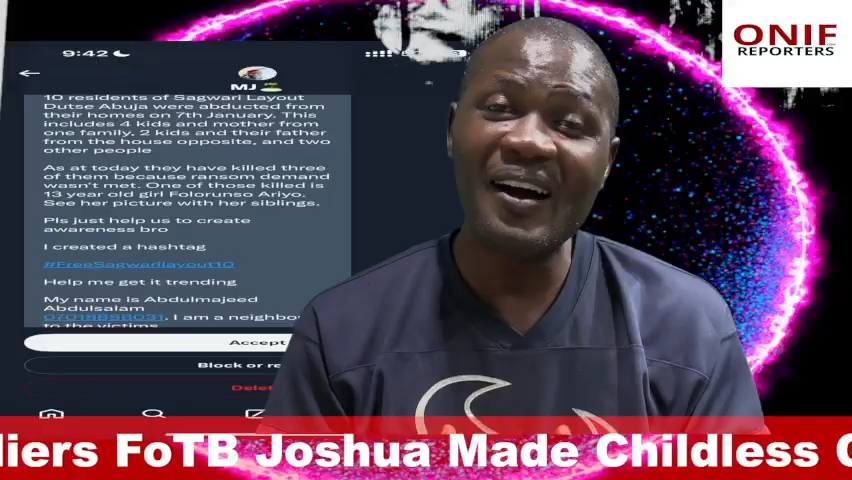 ONIF
REPORTERS
9:42
MJ
10 residents of Sagwari Layout
Dutse Abuja were abducted from
their homes on 7th January. This
includes 4 kids and mother from
one family, 2 kids and their father
from the house opposite, and two
other people
As at today they have killed three
of them because ransom demand
wasn't met. One of those killed is
13 year old girl Folorunso Ariyo.
See her picture with her siblings.
Pls just help us to create
awareness bro
I created a hashtag
#FreeSagwarilayout10
Help me get it trending
My name is Abdulmajeed
Abdulsalam
07018888031. I am a neighbo
to the victims
Accept
Block or re
Delet
liers FoTB Joshua Made Childless